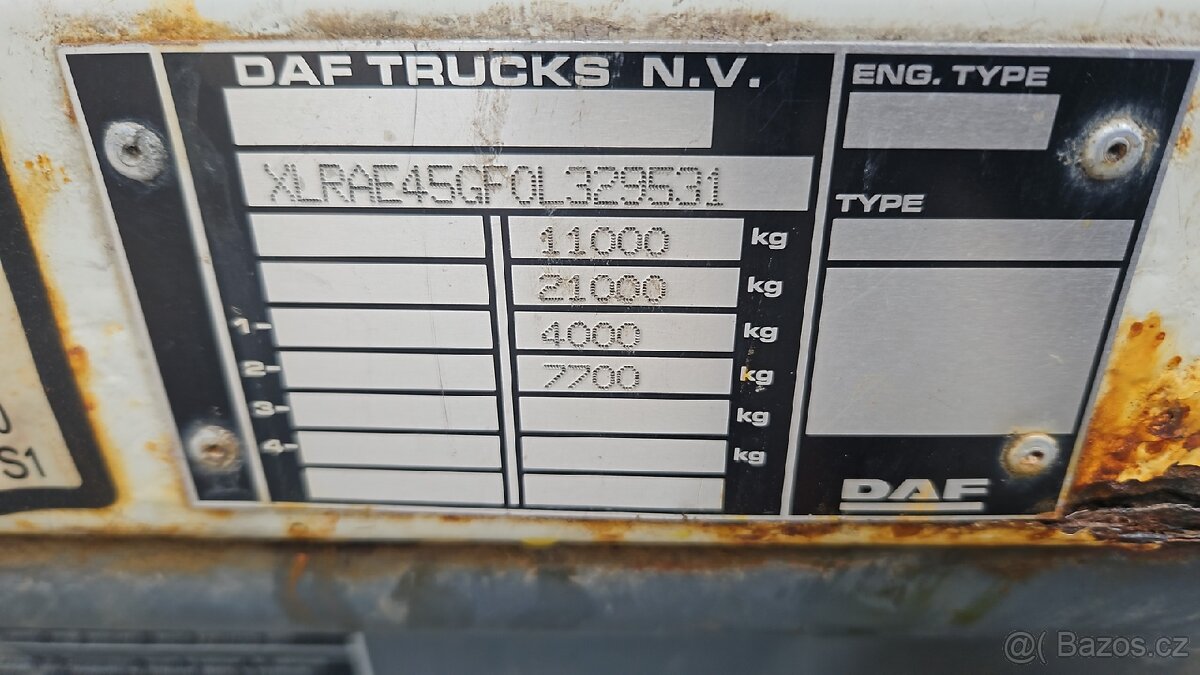 DAF TRUCKS N.V.
ENG. TYPE
XLRAE45GF0L329531
TYPE
11000 kg
21000 kg
1- 4000 kg
2- 7700 kg
3- kg
4- kg
DAF
S1
@( Bazos.cz